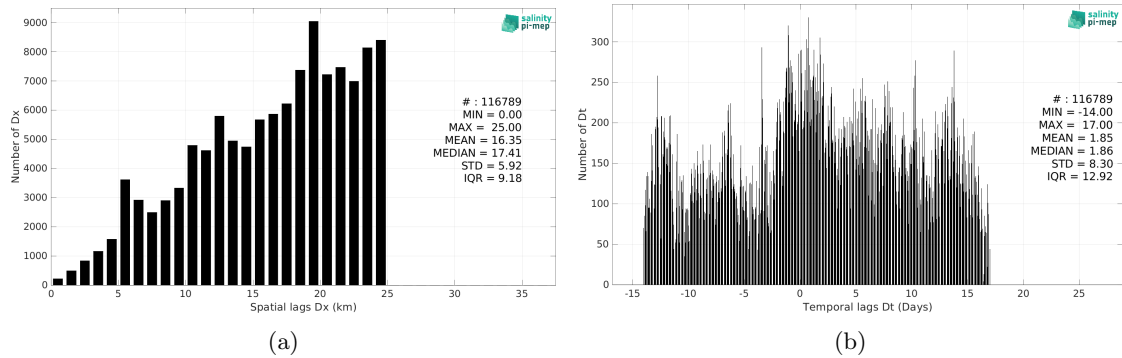 salinity
pi-mep
9000
8000
7000
6000
5000
4000
3000
2000
1000
0
Number of Dx
# : 116789
MIN = 0.00
MAX = 25.00
MEAN = 16.35
MEDIAN = 17.41
STD = 5.92
IQR = 9.18
0 5 10 15 20 25 30 35
Spatial lags Dx (km)
(a)
salinity
pi-mep
300
250
200
150
100
50
0
Number of Dt
# : 116789
MIN = -14.00
MAX = 17.00
MEAN = 1.85
MEDIAN = 1.86
STD = 8.30
IQR = 12.92
-15 -10 -5 0 5 10 15 20 25
Temporal lags Dt (Days)
(b)